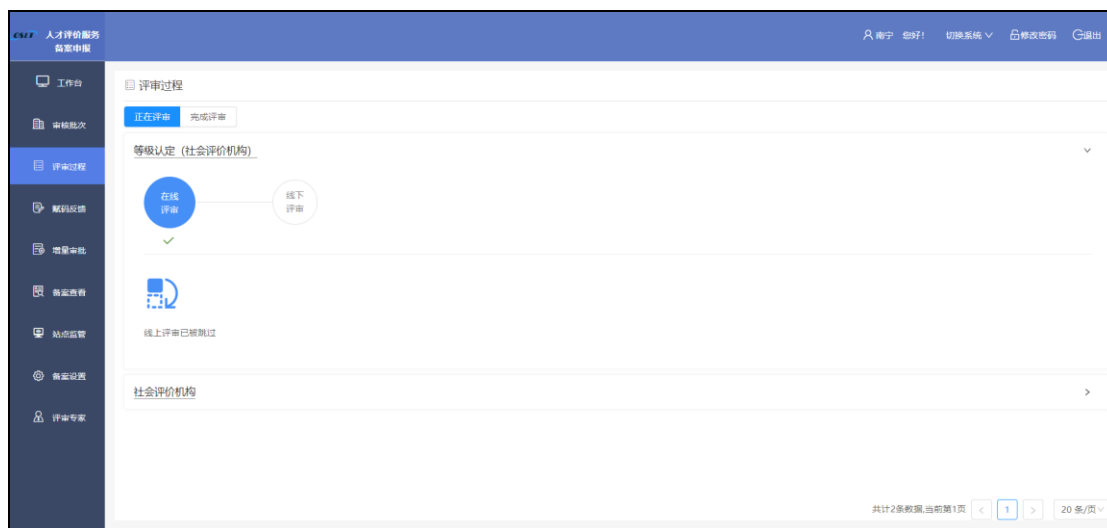 CSLT 人才评价服务
备案申报
南宁 您好! 切换系统 修改密码 退出
工作台
审核批次
评审过程
赋码反馈
增量审批
备案查看
站点监管
备案设置
评审专家
评审过程
正在评审 完成评审
等级认定(社会评价机构)
在线
评审
线下
评审
线上评审已被跳过
社会评价机构
共计2条数据,当前第1页 < 1 > 20 条/页